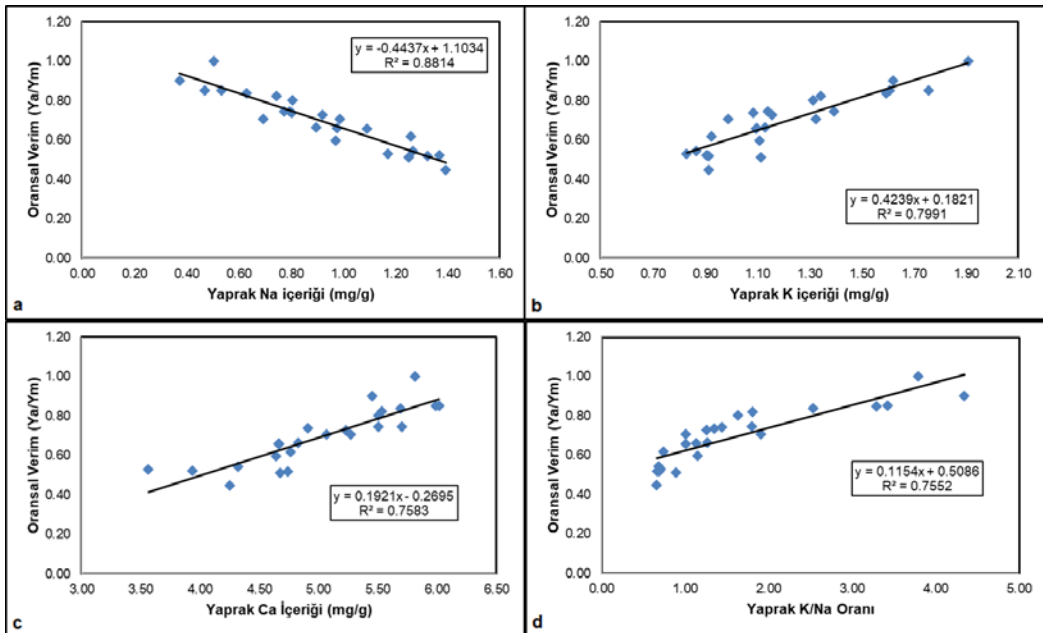 1.20
1.00
0.80
0.60
0.40
0.20
0.00
Oransal Verim (Ya/Ym)
y = -0.4437x + 1.1034
R² = 0.8814
0.00 0.20 0.40 0.60 0.80 1.00 1.20 1.40 1.60
Yaprak Na içeriği (mg/g)
a
1.20
1.00
0.80
0.60
0.40
0.20
0.00
Oransal Verim (Ya/Ym)
y = 0.4239x + 0.1821
R² = 0.7991
0.50 0.70 0.90 1.10 1.30 1.50 1.70 1.90 2.10
Yaprak K içeriği (mg/g)
b
1.20
1.00
0.80
0.60
0.40
0.20
0.00
Oransal Verim (Ya/Ym)
y = 0.1921x - 0.2695
R² = 0.7583
3.00 4.00 4.50 5.00 5.50 6.00 6.50
Yaprak Ca İçeriği (mg/g)
c
1.20
1.00
0.80
0.60
0.40
0.20
0.00
Oransal Verim (Ya/Ym)
y = 0.1154x + 0.5086
R² = 0.7552
0.00 1.00 2.00 3.00 4.00 5.00
Yaprak K/Na Oranı
d